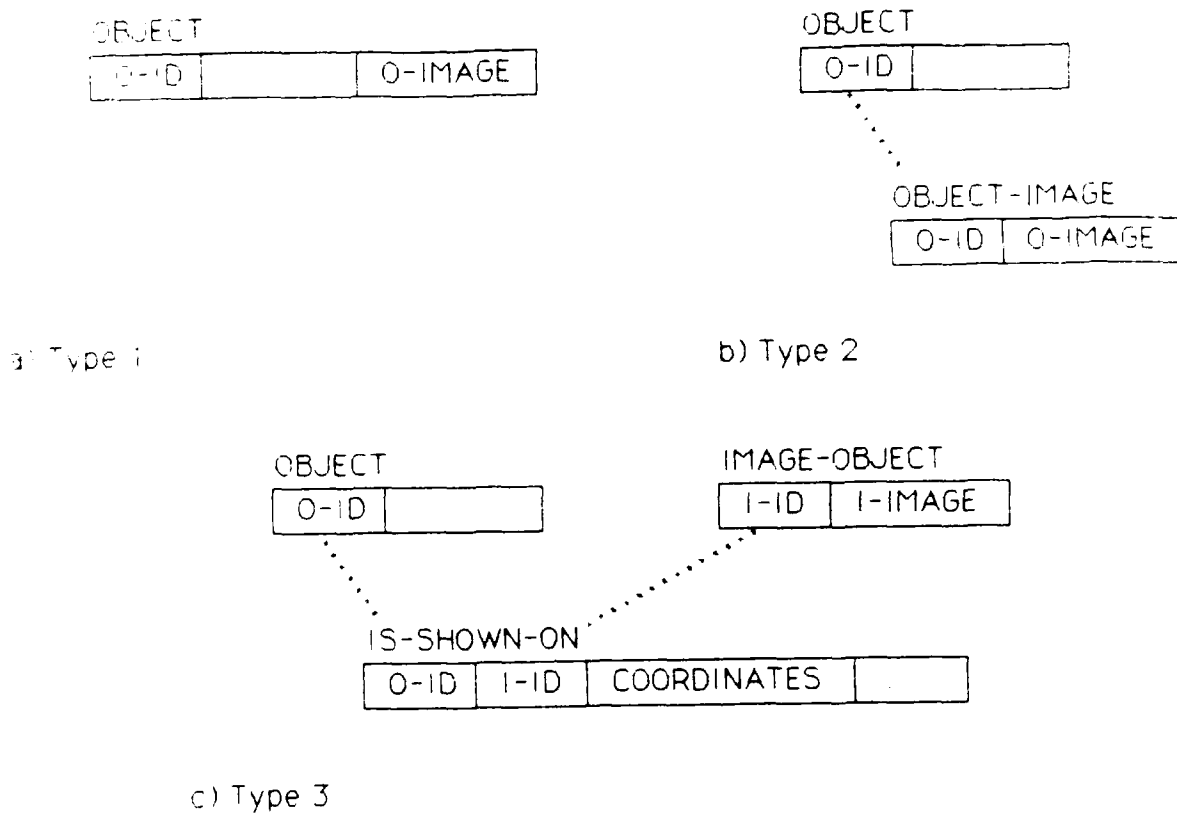 OBJECT
O-ID O-IMAGE
OBJECT
O-ID
OBJECT-IMAGE
O-ID O-IMAGE
a) Type 1
b) Type 2
OBJECT
O-ID
IMAGE-OBJECT
I-ID I-IMAGE
IS-SHOWN-ON
O-ID I-ID COORDINATES
c) Type 3